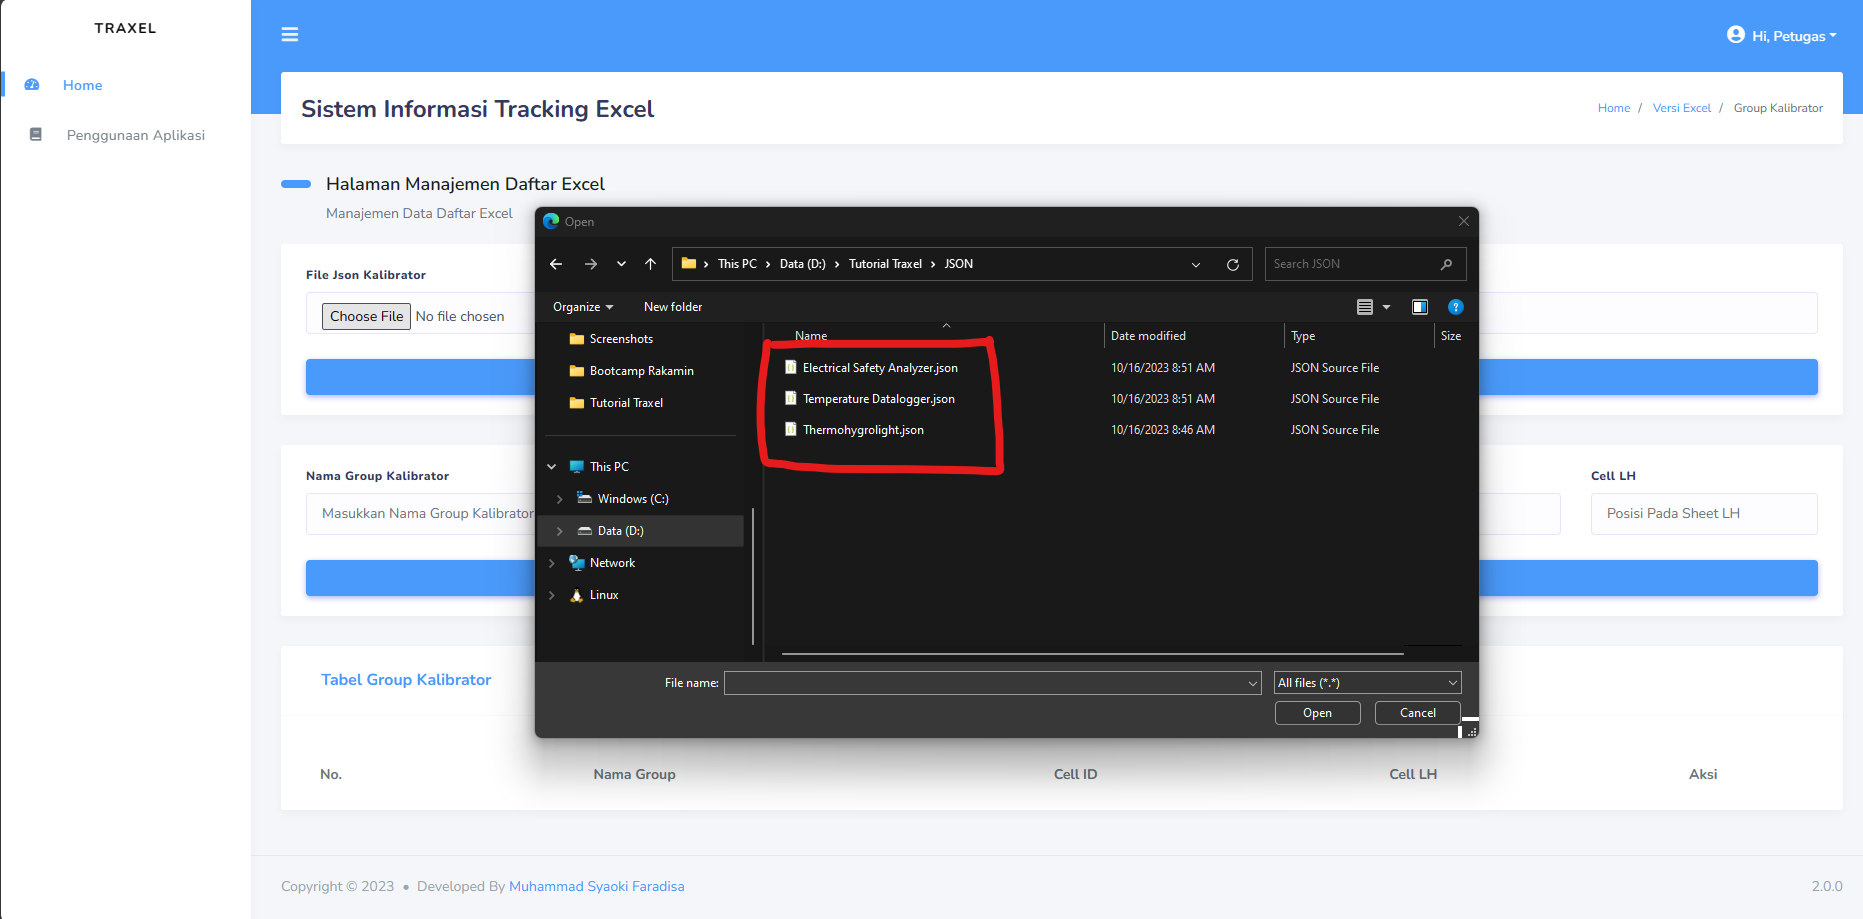 TRAXEL
Hi, Petugas
Home
Penggunaan Aplikasi
Sistem Informasi Tracking Excel
Home / Versi Excel / Group Kalibrator
Halaman Manajemen Daftar Excel
Manajemen Data Daftar Excel
File Json Kalibrator
Choose File No file chosen
Nama Group Kalibrator
Masukkan Nama Group Kalibrator
Cell LH
Posisi Pada Sheet LH
Open
This PC > Data (D:) > Tutorial Traxel > JSON
Search JSON
Organize
New folder
?
Screenshots
Bootcamp Rakamin
Tutorial Traxel
This PC
Windows (C:)
Data (D:)
Network
Linux
Name Date modified Type Size
Electrical Safety Analyzer.json 10/16/2023 8:51 AM JSON Source File
Temperature Datalogger.json 10/16/2023 8:51 AM JSON Source File
Thermohygrolight.json 10/16/2023 8:46 AM JSON Source File
File name:
All files (*.*)
Open
Cancel
Tabel Group Kalibrator
No. Nama Group Cell ID Cell LH Aksi
Copyright © 2023 • Developed By Muhammad Syaoki Faradisa
2.0.0